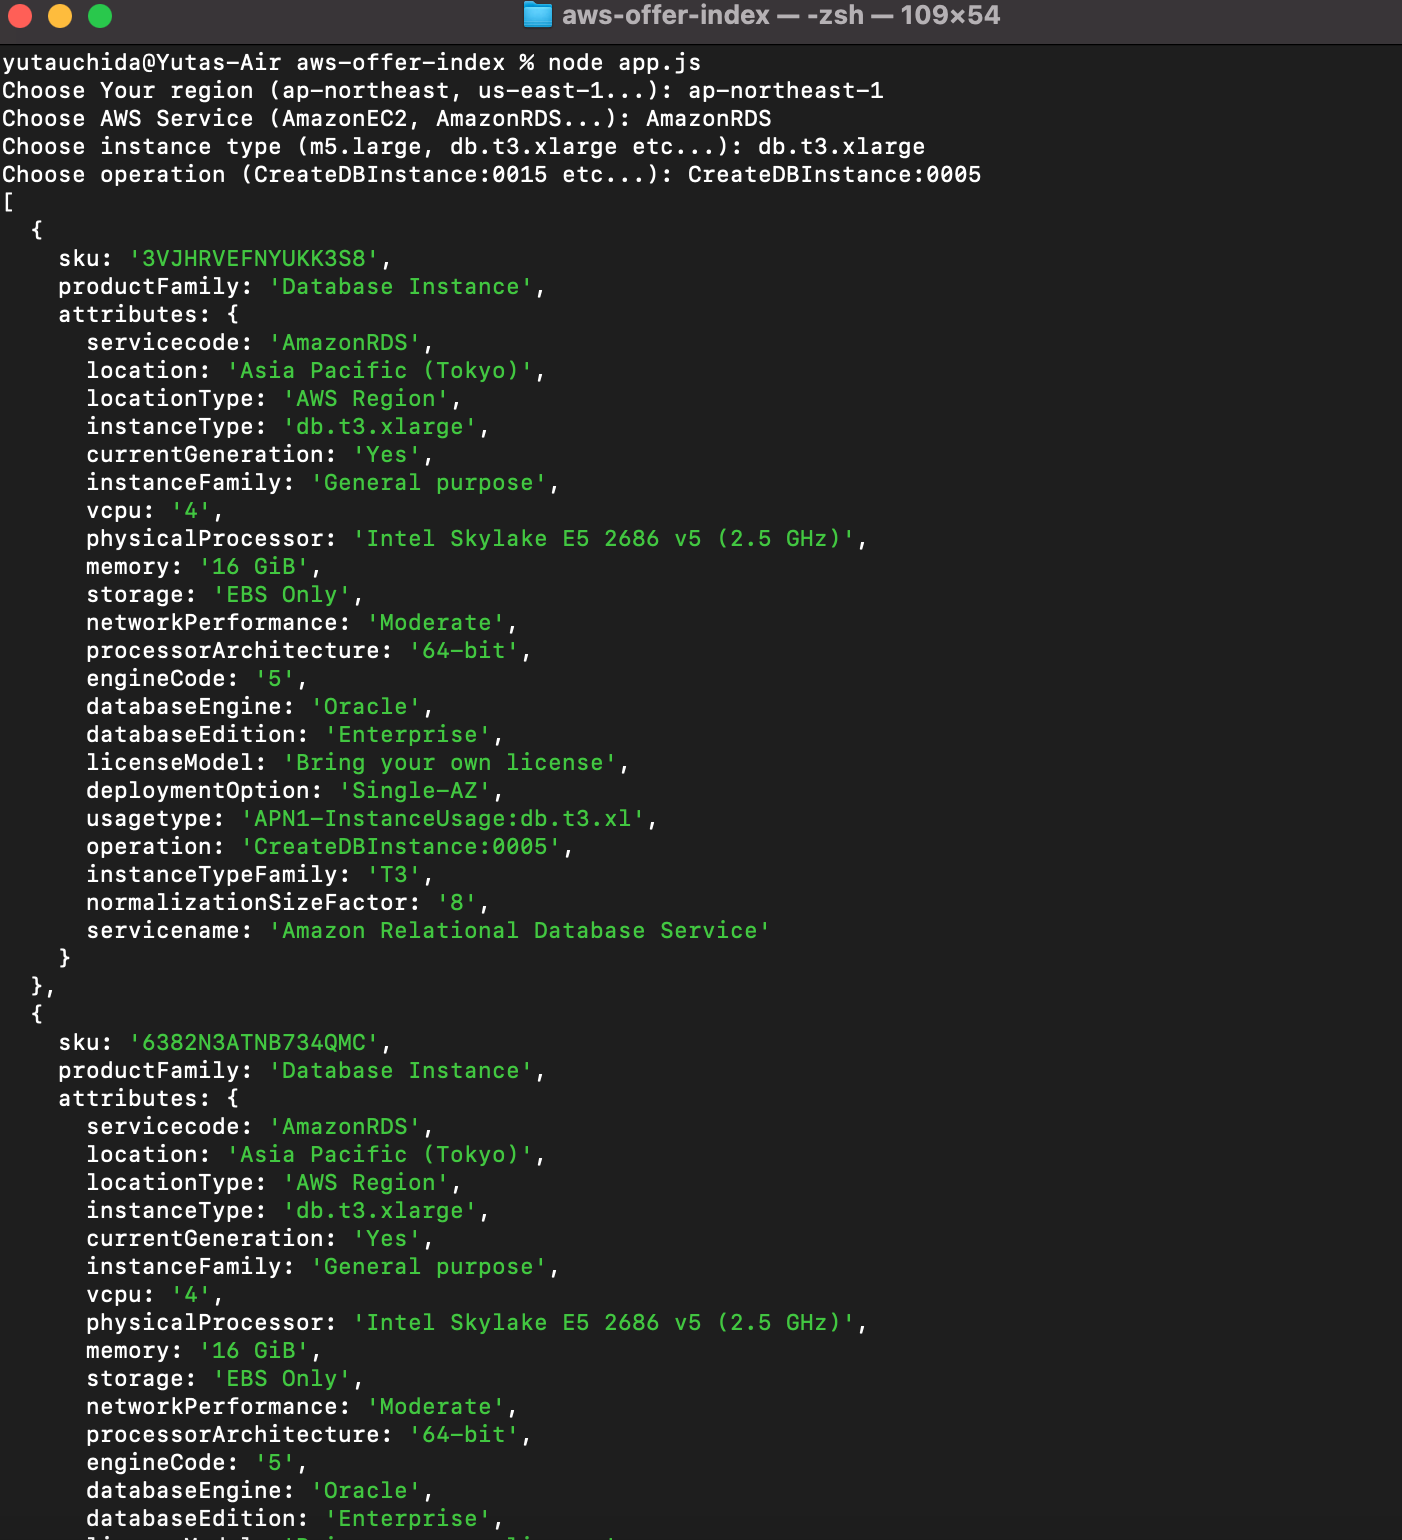 aws-offer-index — -zsh — 109×54
yutauchida@Yutas-Air aws-offer-index % node app.js
Choose Your region (ap-northeast, us-east-1...): ap-northeast-1
Choose AWS Service (AmazonEC2, AmazonRDS...): AmazonRDS
Choose instance type (m5.large, db.t3.xlarge etc...): db.t3.xlarge
Choose operation (CreateDBInstance:0015 etc...): CreateDBInstance:0005
[
  {
    sku: '3VJHRVEFNYUKK3S8',
    productFamily: 'Database Instance',
    attributes: {
      servicecode: 'AmazonRDS',
      location: 'Asia Pacific (Tokyo)',
      locationType: 'AWS Region',
      instanceType: 'db.t3.xlarge',
      currentGeneration: 'Yes',
      instanceFamily: 'General purpose',
      vcpu: '4',
      physicalProcessor: 'Intel Skylake E5 2686 v5 (2.5 GHz)',
      memory: '16 GiB',
      storage: 'EBS Only',
      networkPerformance: 'Moderate',
      processorArchitecture: '64-bit',
      engineCode: '5',
      databaseEngine: 'Oracle',
      databaseEdition: 'Enterprise',
      licenseModel: 'Bring your own license',
      deploymentOption: 'Single-AZ',
      usagetype: 'APN1-InstanceUsage:db.t3.xl',
      operation: 'CreateDBInstance:0005',
      instanceTypeFamily: 'T3',
      normalizationSizeFactor: '8',
      servicename: 'Amazon Relational Database Service'
    }
  },
  {
    sku: '6382N3ATNB734QMC',
    productFamily: 'Database Instance',
    attributes: {
      servicecode: 'AmazonRDS',
      location: 'Asia Pacific (Tokyo)',
      locationType: 'AWS Region',
      instanceType: 'db.t3.xlarge',
      currentGeneration: 'Yes',
      instanceFamily: 'General purpose',
      vcpu: '4',
      physicalProcessor: 'Intel Skylake E5 2686 v5 (2.5 GHz)',
      memory: '16 GiB',
      storage: 'EBS Only',
      networkPerformance: 'Moderate',
      processorArchitecture: '64-bit',
      engineCode: '5',
      databaseEngine: 'Oracle',
      databaseEdition: 'Enterprise',